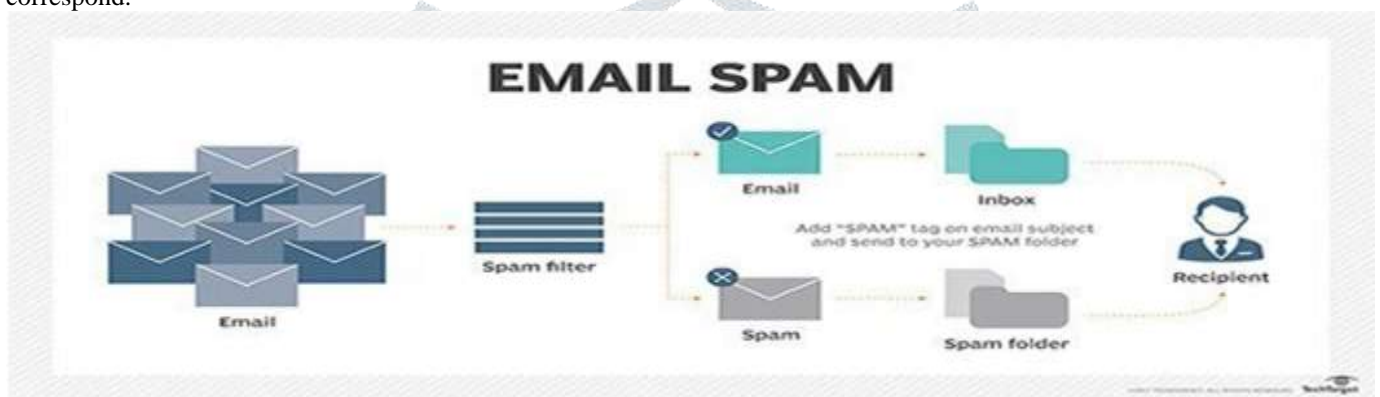 correspond.
EMAIL SPAM
Email
Spam filter
Email
Inbox
Add "SPAM" tag on email subject
and send to your SPAM folder
Spam
Spam folder
Recipient
TechTarget